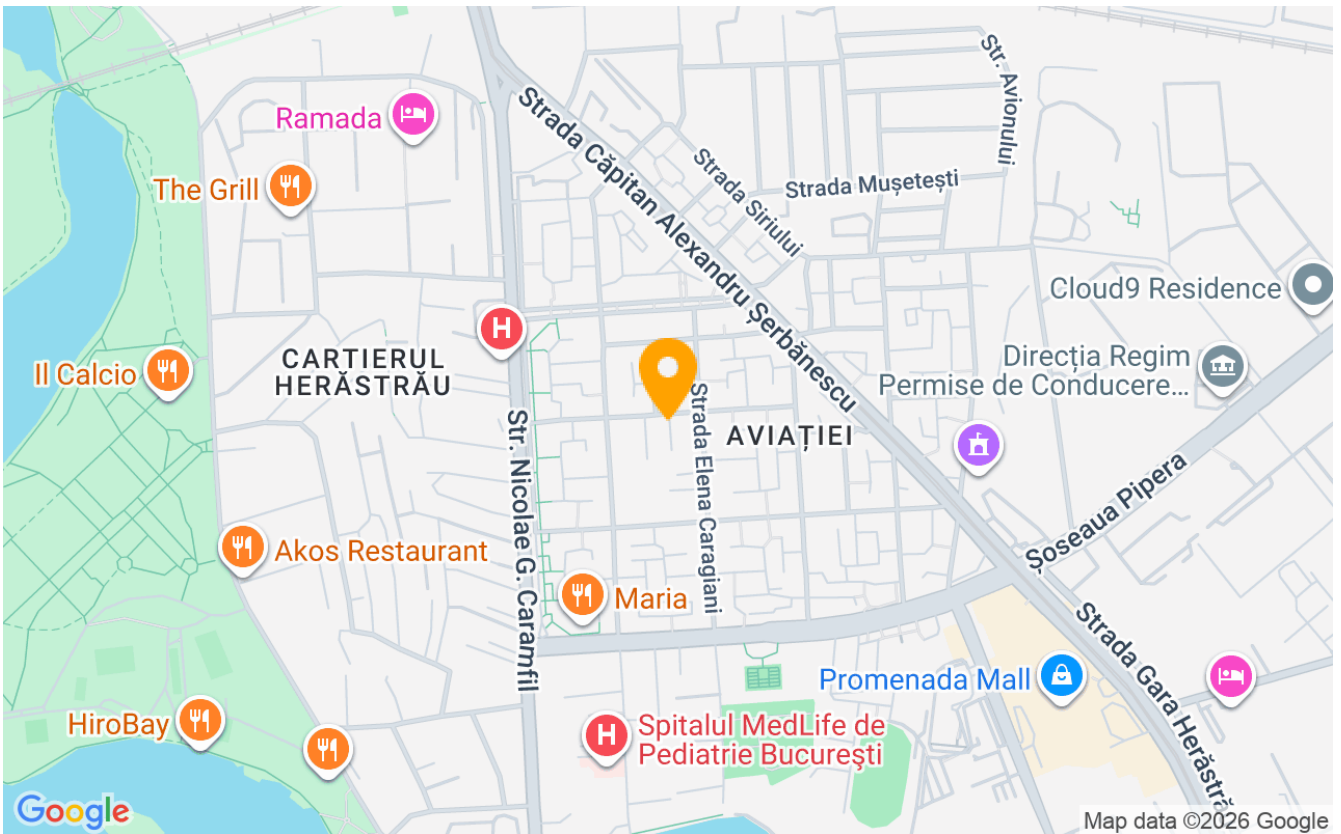 Str. Avionului
Ramada
Strada Căpitan Alexandru Șerbănescu
Strada Siriului
The Grill
Strada Mușetești
Cloud9 Residence
CARTIERUL
HERĂSTRĂU
H
Il Calcio
Direcția Regim
Permise de Conducere...
Strada Elena Caragiani
AVIAȚIEI
Str. Nicolae G. Caramfil
Șoseaua Pipera
Akos Restaurant
Maria
Strada Gara Herăstră
Promenada Mall
HiroBay
H
Spitalul MedLife de
Pediatrie București
Google
Map data ©2026 Google